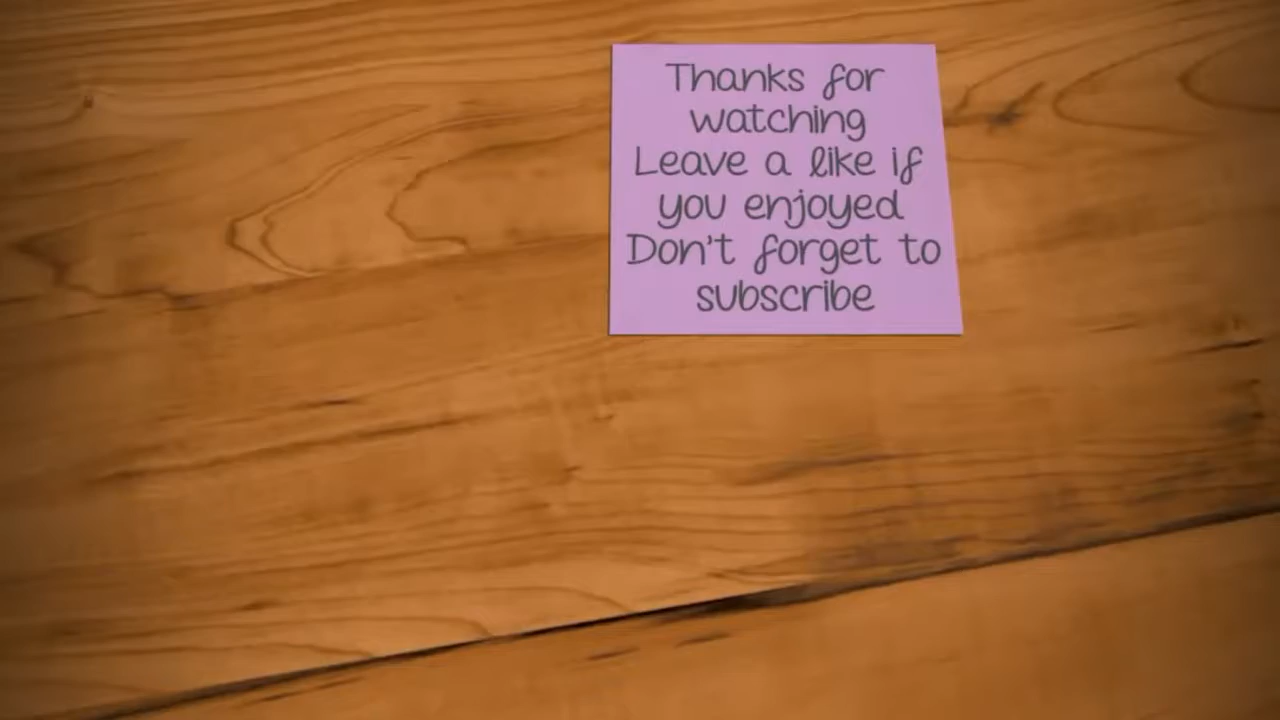 Thanks for
watching
Leave a like if
you enjoyed
Don't forget to
subscribe